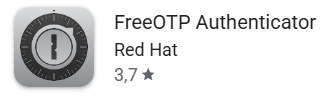 FreeOTP Authenticator
Red Hat
3,7 ★